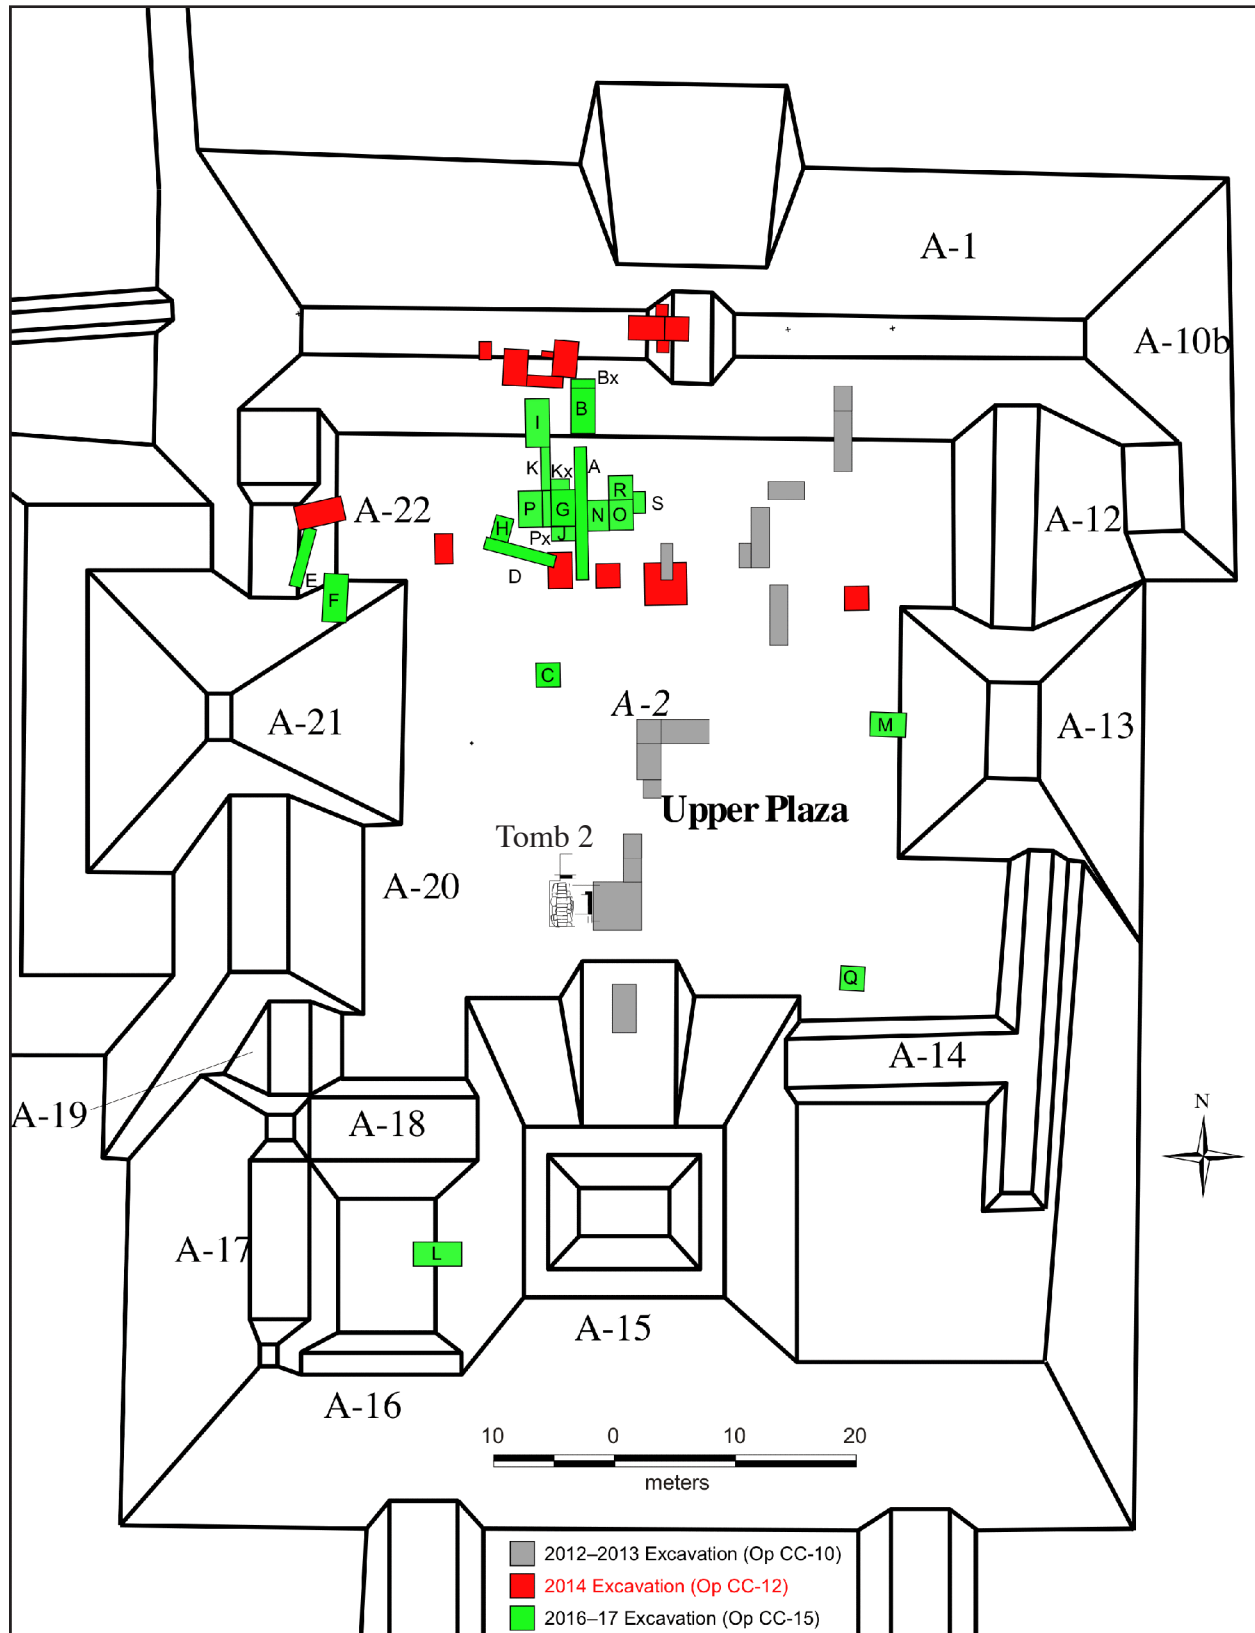 A-1
A-10b
Bx
B
I
A
K
Kx
R
S
P
G
N
O
A-22
A-12
H
Px
J
D
E
F
C
A-2
M
A-21
A-13
Upper Plaza
Tomb 2
A-20
Q
A-14
A-19
A-18
N
A-17
L
A-15
A-16
10 0 10 20
meters
2012–2013 Excavation (Op CC-10)
2014 Excavation (Op CC-12)
2016–17 Excavation (Op CC-15)